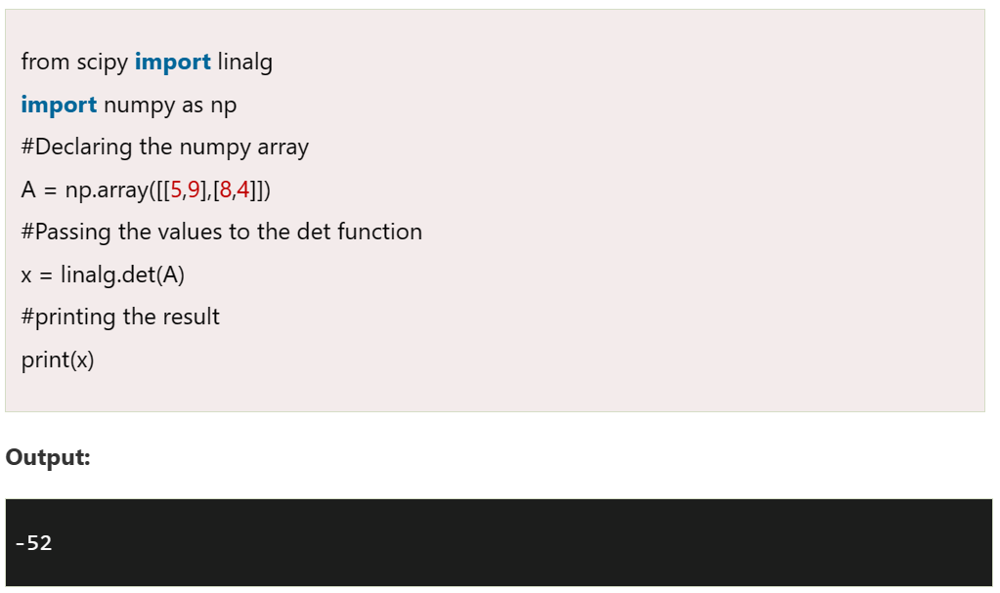 from scipy import linalg
import numpy as np
#Declaring the numpy array
A = np.array([[5,9],[8,4]])
#Passing the values to the det function
x = linalg.det(A)
#printing the result
print(x)
Output:
-52